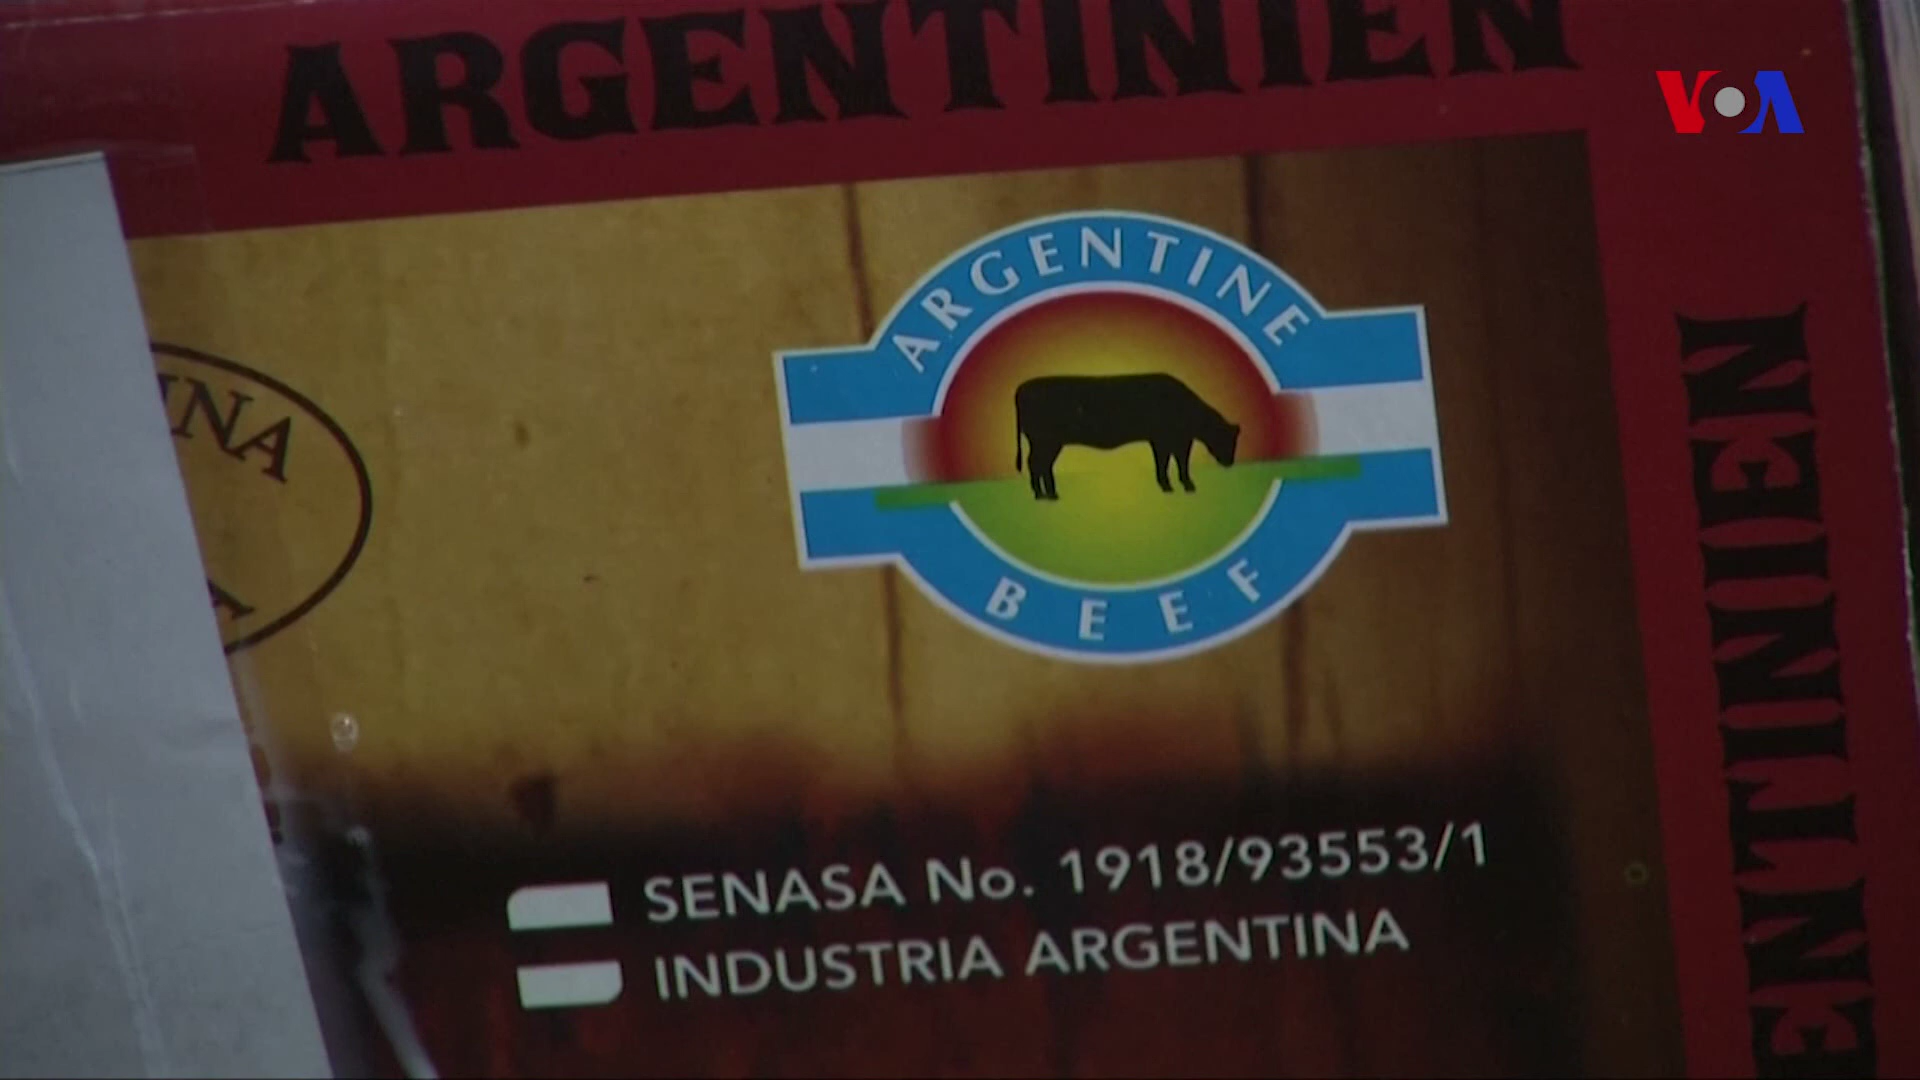 ARGENTINIEN
VOA
ARGENTINE
BEEF
ARGENTINIEN
SENASA No. 1918/93553/1
INDUSTRIA ARGENTINA